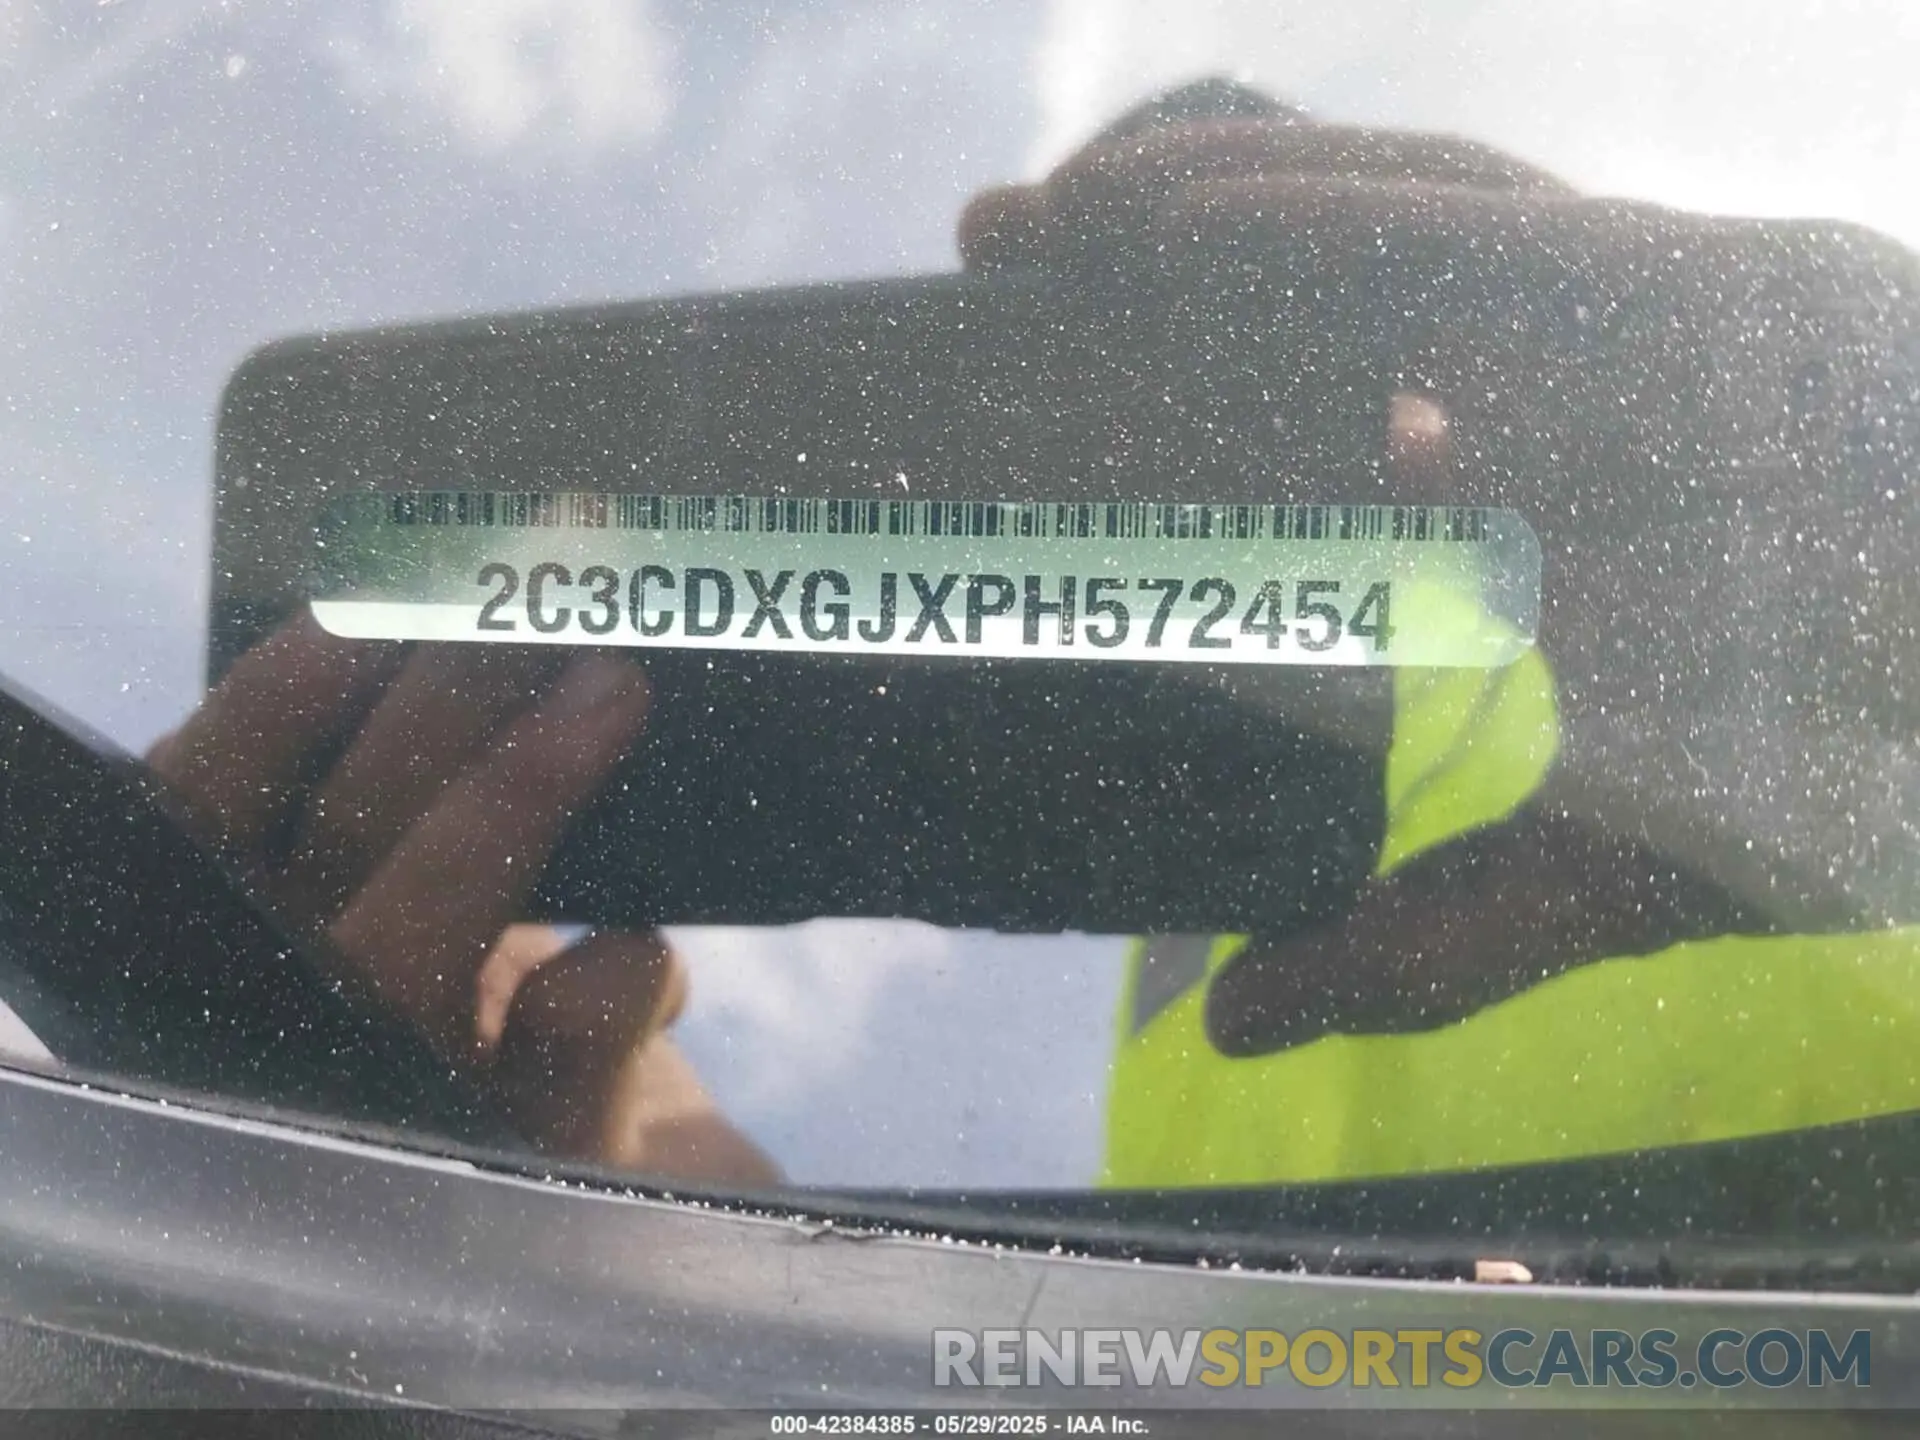 2C3CDXGJXPH572454
RENEWSPORTSCARS.COM
000-42384385 - 05/29/2025 - IAA Inc.